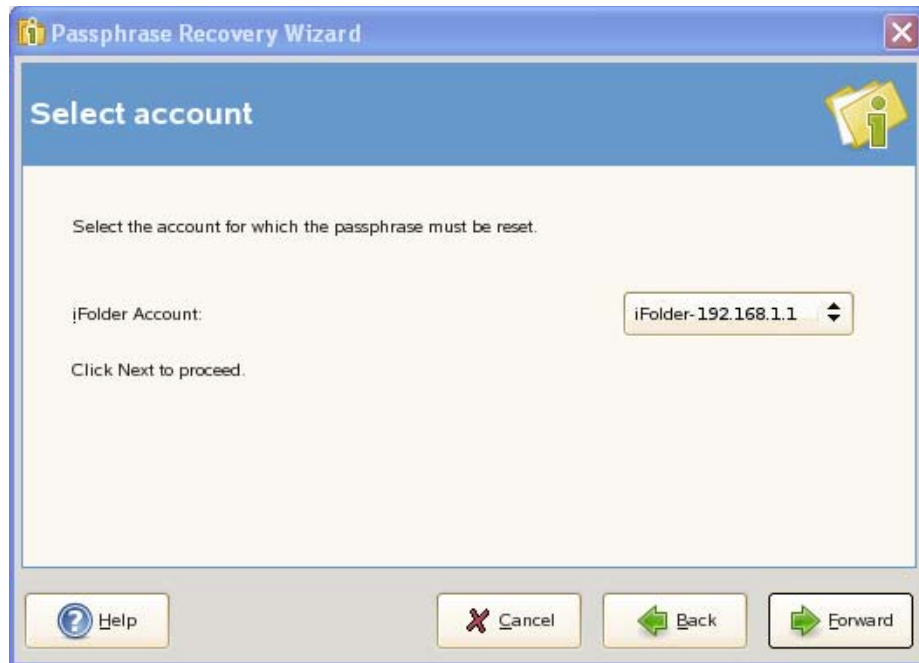 Passphrase Recovery Wizard
Select account
Select the account for which the passphrase must be reset.
iFolder Account:
iFolder-192.168.1.1
Click Next to proceed.
Help
Cancel
Back
Forward